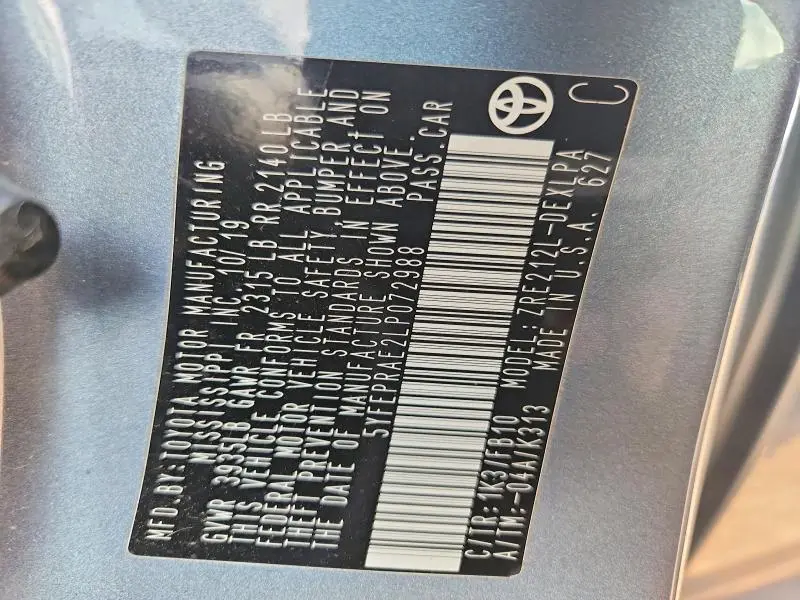 MFD.BY:TOYOTA MOTOR MANUFACTURING
MISSISSIPPI INC.10/19
GVWR 3935LB GAWR FR 2315 LB RR 2140LB
THIS VEHICLE CONFORMS TO ALL APPLICABLE
FEDERAL MOTOR VEHICLE SAFETY, BUMPER,AND
THEFT PREVENTION STANDARDS IN EFFECT ON
THE DATE OF MANUFACTURE SHOWN ABOVE.
5YFEPRAE2LP072988 PASS.CAR
C/TR:1K3/FB10 MODEL:ZRE212L-DEXLPA
A/TM:-04A/K313 MADE IN U.S.A. 627
C